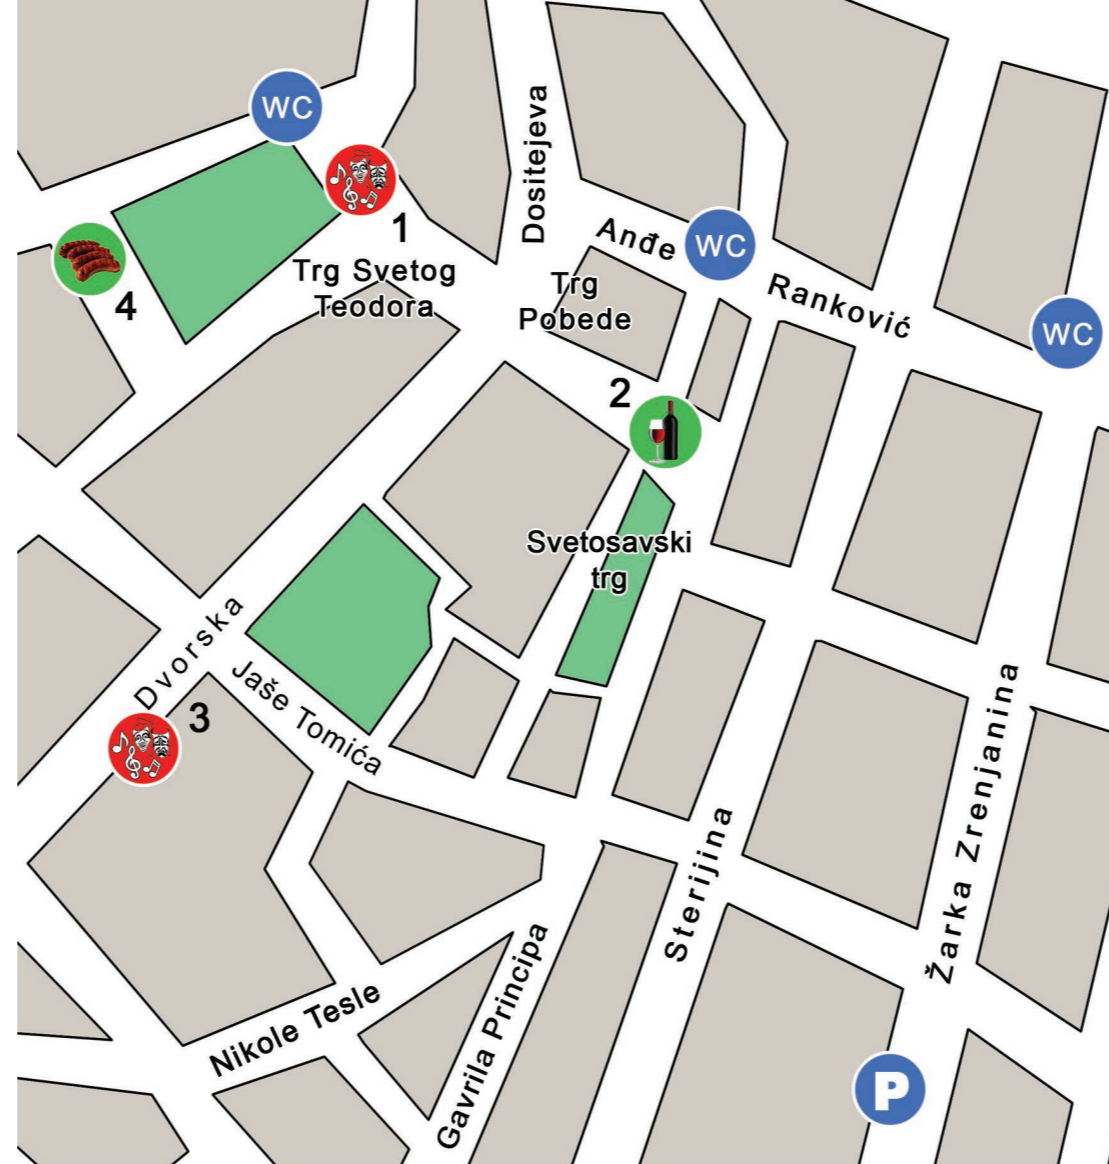 WC
Dositejeva
1
Trg Svetog
Teodora
Anđe
WC
Ranković
WC
4
Trg
Pobede
2
Svetosavski
trg
Dvorska
3
Jaše Tomića
Žarka Zrenjanina
Sterijina
Nikole Tesle
Gavrila Principa
P